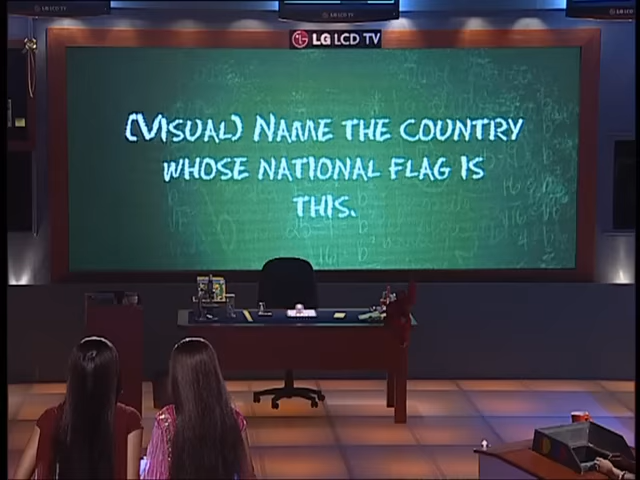 LG LCD TV
(VISUAL) NAME THE COUNTRY
WHOSE NATIONAL FLAG IS
THIS.